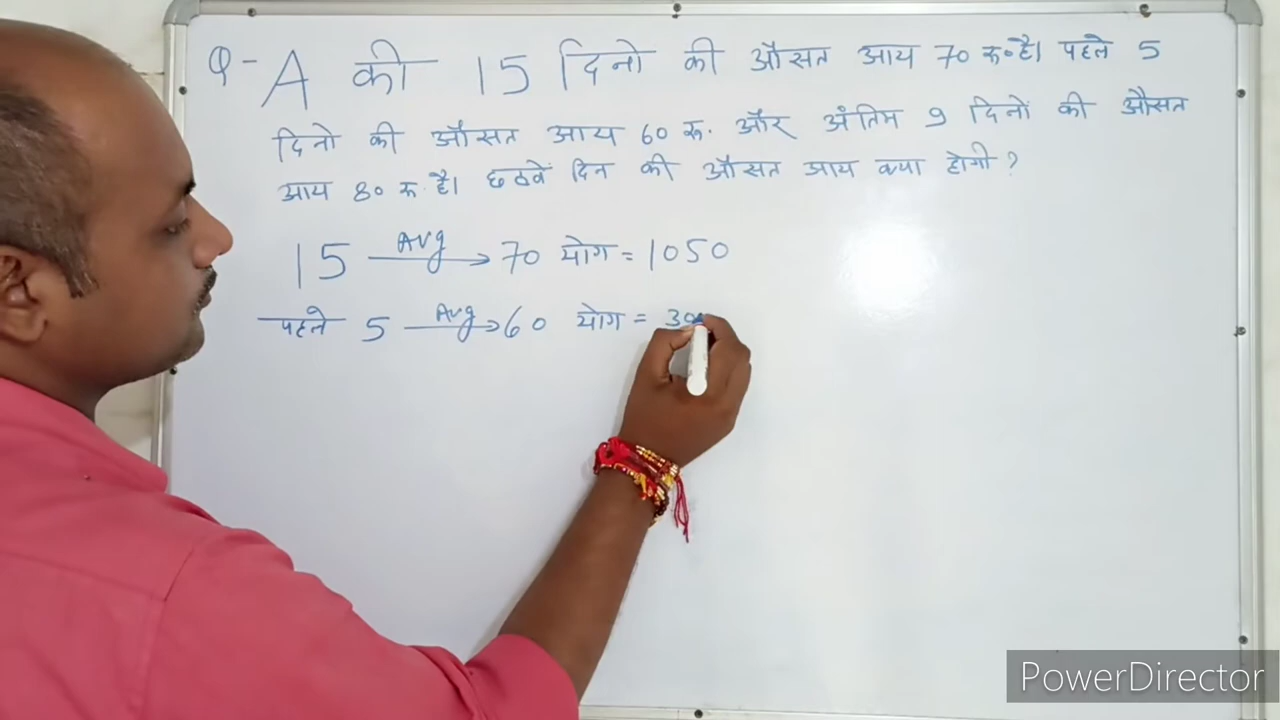 Q- A की 15 दिनो की औसत आय 70 रू॰ है। पहले 5
दिनो की औसत आय 60 रू. और अंतिम 9 दिनों की औसत
आय 80 रू. है। छठवे दिन की औसत आय क्या होगी ?
15 Avg → 70 योग = 1050
पहले 5 Avg → 60 योग = 300
PowerDirector